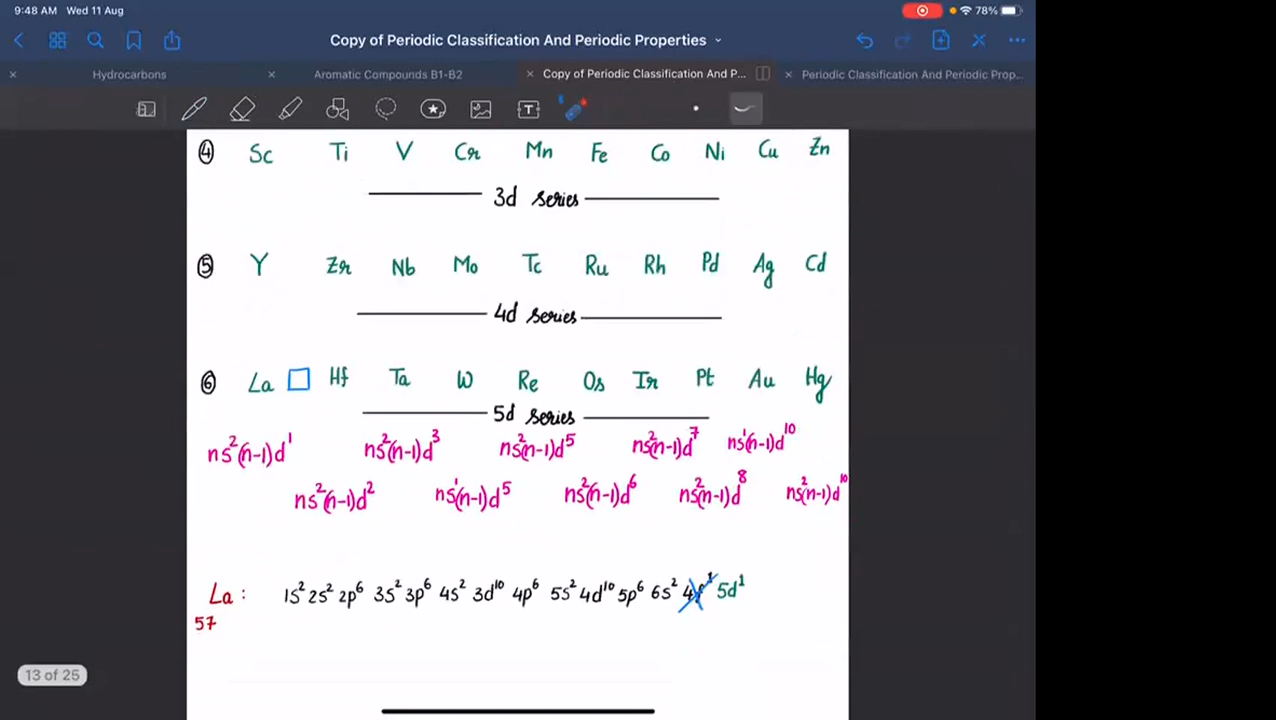 9:48 AM Wed 11 Aug 78%
Copy of Periodic Classification And Periodic Properties
Hydrocarbons Aromatic Compounds B1-B2 Copy of Periodic Classification And P... Periodic Classification And Periodic Prop...
④ Sc Ti V Cr Mn Fe Co Ni Cu Zn
3d series
⑤ Y Zr Nb Mo Tc Ru Rh Pd Ag Cd
4d series
⑥ La Hf Ta W Re Os Ir Pt Au Hg
5d series
ns²(n-1)d¹ ns²(n-1)d³ ns²(n-1)d⁵ ns²(n-1)d⁷ ns¹(n-1)d¹⁰
ns²(n-1)d² ns¹(n-1)d⁵ ns²(n-1)d⁶ ns²(n-1)d⁸ ns²(n-1)d¹⁰
La: 1s² 2s² 2p⁶ 3s² 3p⁶ 4s² 3d¹⁰ 4p⁶ 5s² 4d¹⁰ 5p⁶ 6s² 4f¹ 5d¹
57
13 of 25